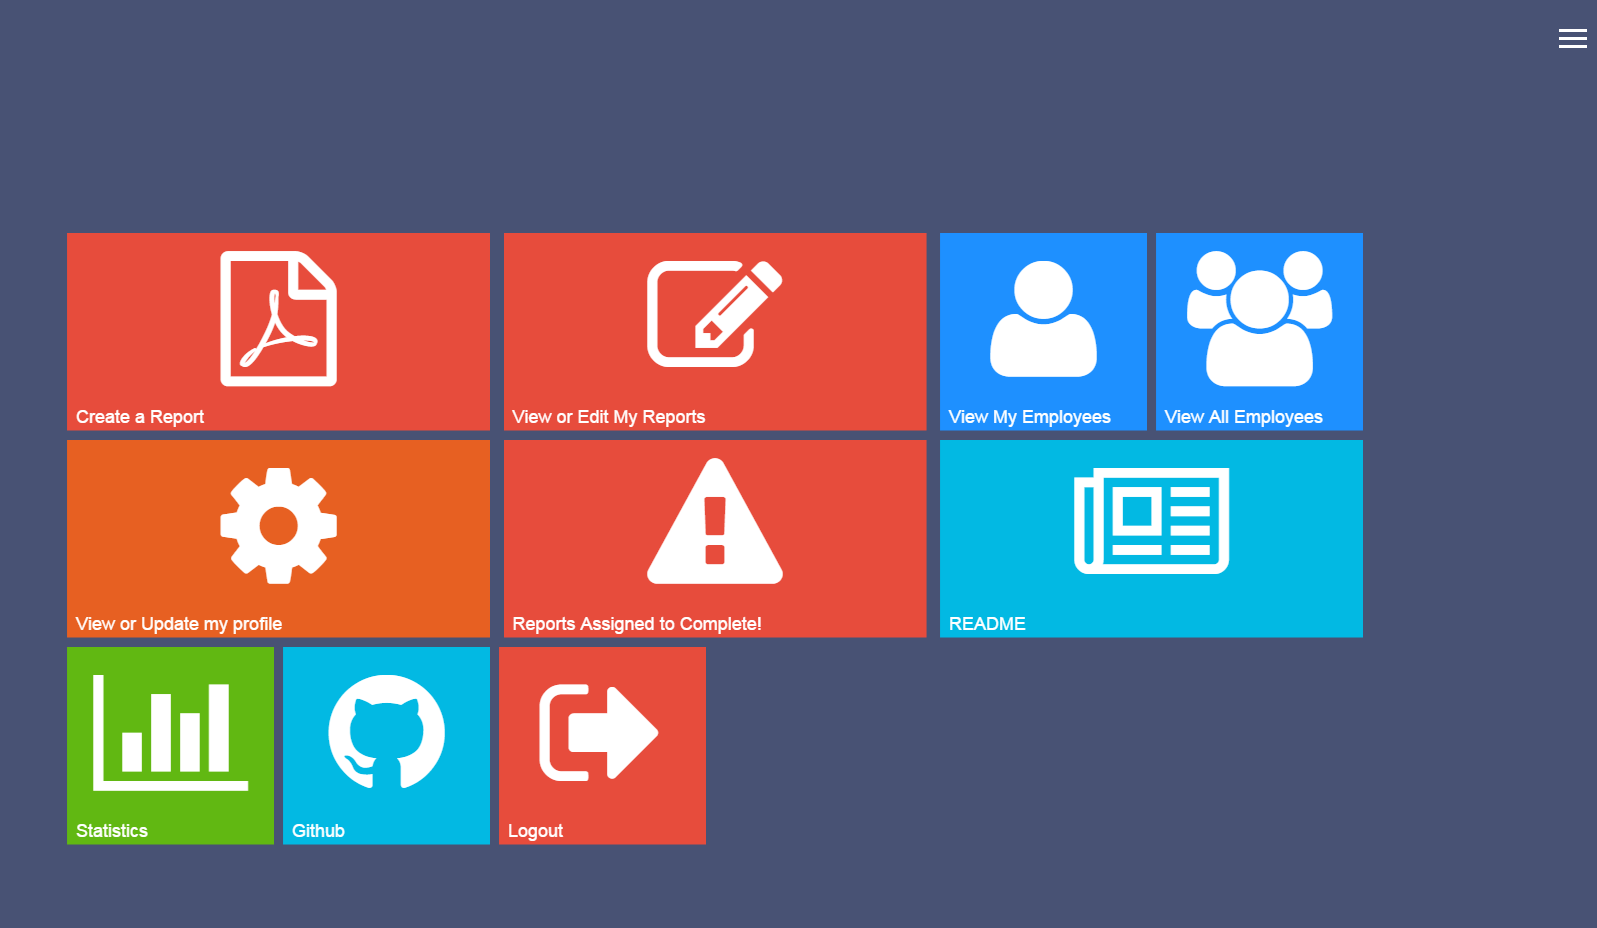 Create a Report
View or Edit My Reports
View My Employees
View All Employees
View or Update my profile
Reports Assigned to Complete!
README
Statistics
Github
Logout